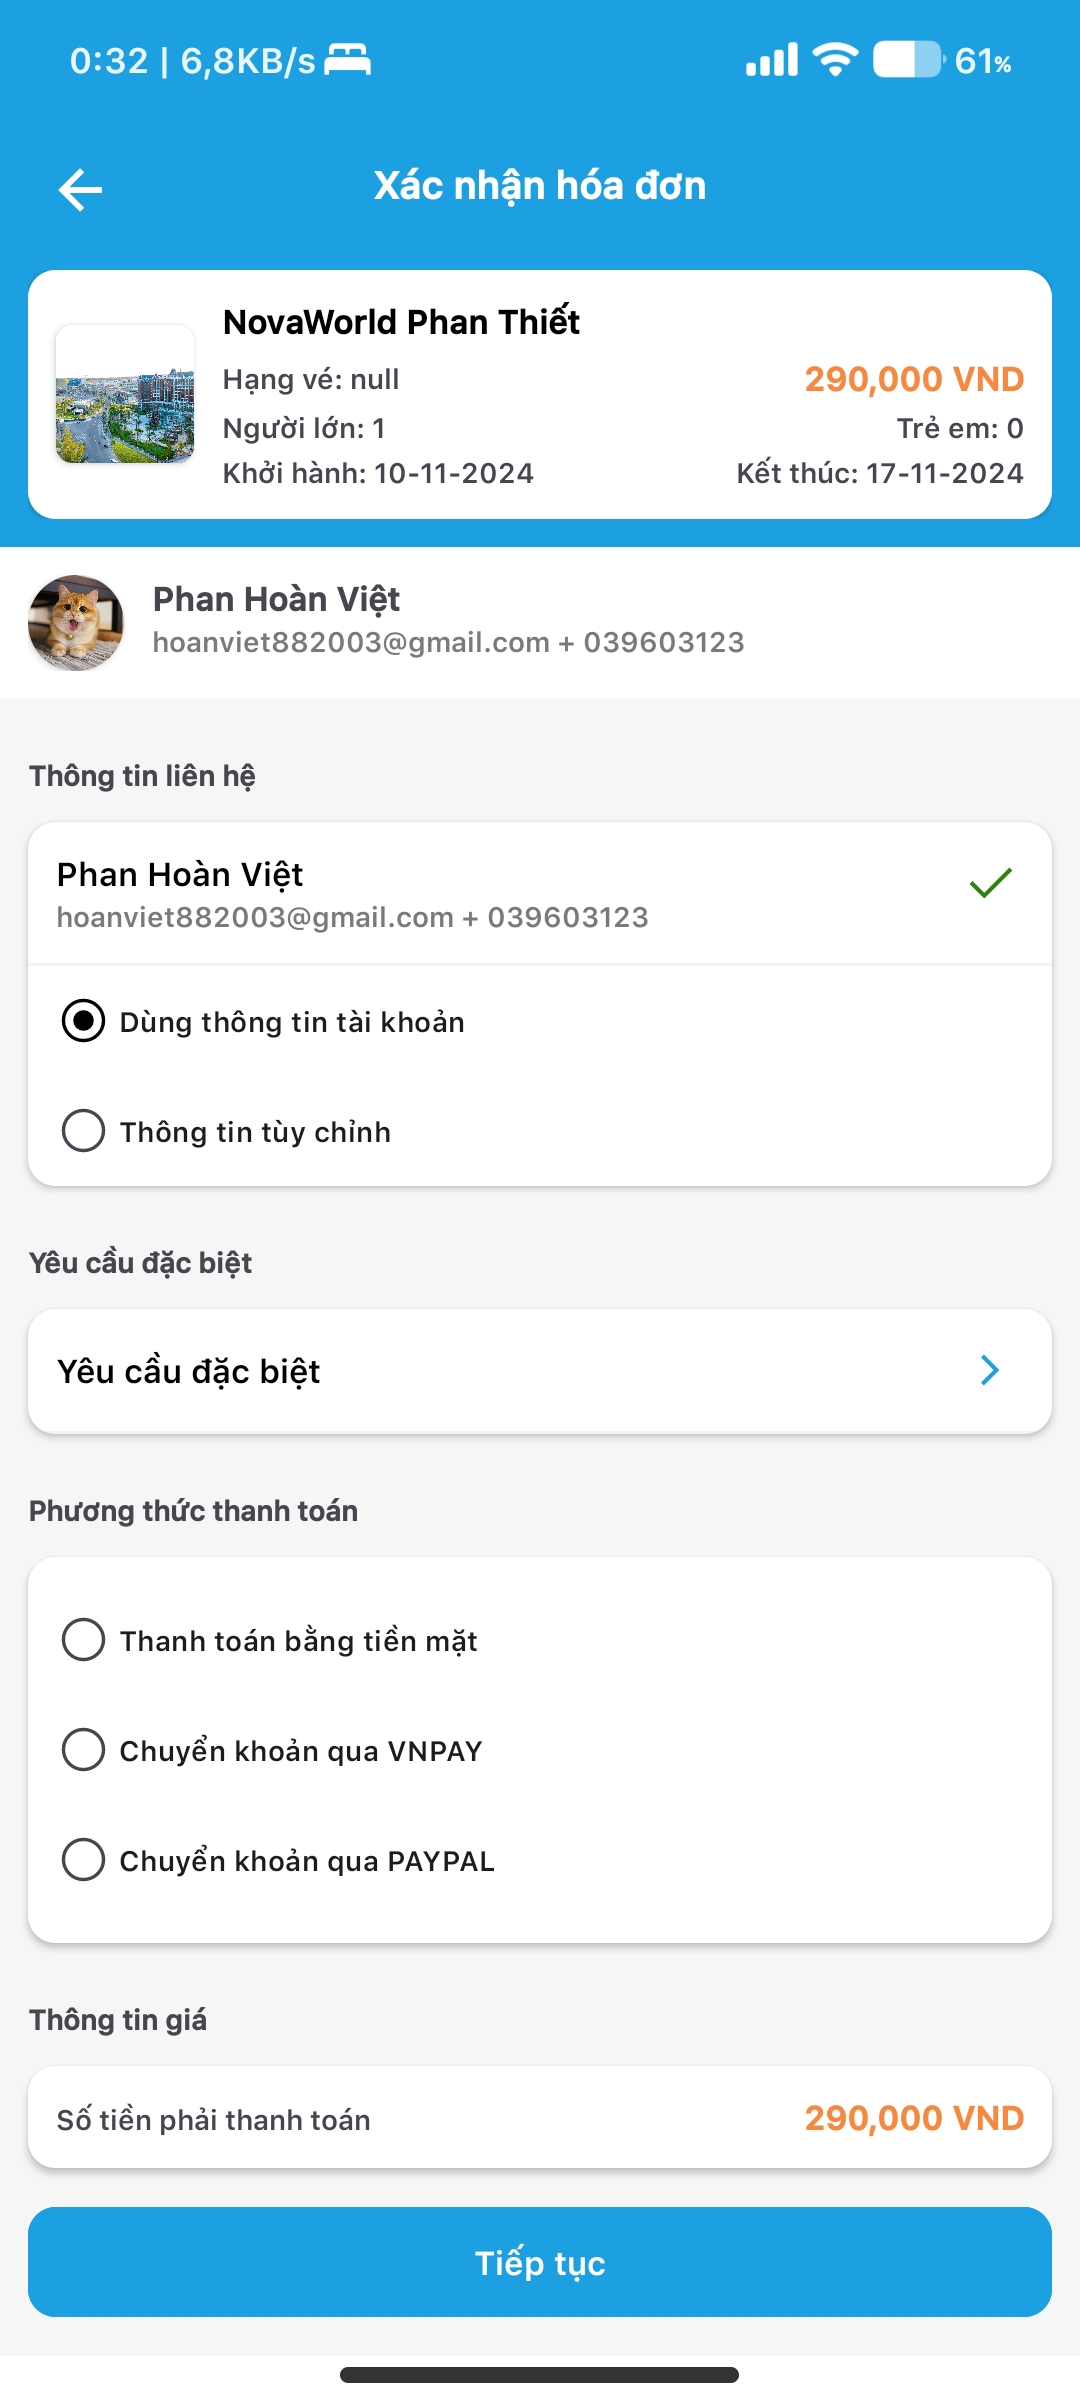 0:32 | 6,8KB/s
61%
Xác nhận hóa đơn
NovaWorld Phan Thiết
Hạng vé: null
290,000 VND
Người lớn: 1
Trẻ em: 0
Khởi hành: 10-11-2024
Kết thúc: 17-11-2024
Phan Hoàn Việt
hoanviet882003@gmail.com + 039603123
Thông tin liên hệ
Phan Hoàn Việt
hoanviet882003@gmail.com + 039603123
Dùng thông tin tài khoản
Thông tin tùy chỉnh
Yêu cầu đặc biệt
Yêu cầu đặc biệt
Phương thức thanh toán
Thanh toán bằng tiền mặt
Chuyển khoản qua VNPAY
Chuyển khoản qua PAYPAL
Thông tin giá
Số tiền phải thanh toán
290,000 VND
Tiếp tục